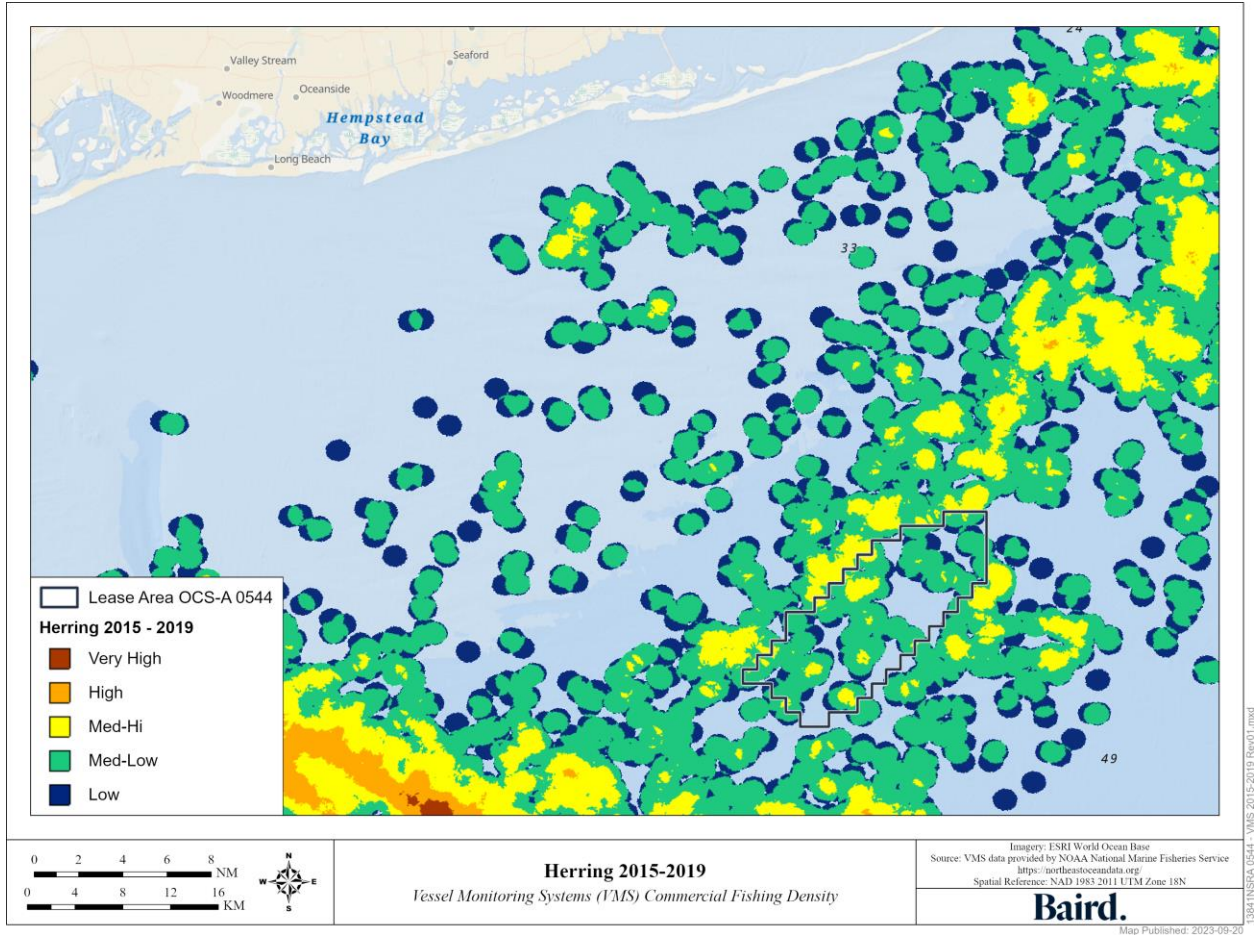 24
Valley Stream
Seaford
Woodmere
Oceanside
Hempstead
Bay
Long Beach
33
49
Lease Area OCS-A 0544
Herring 2015 - 2019
Very High
High
Med-Hi
Med-Low
Low
0 2 4 6 8
NM
0 4 8 12 16
KM
N
W E
S
Herring 2015-2019
Vessel Monitoring Systems (VMS) Commercial Fishing Density
Imagery: ESRI World Ocean Base
Source: VMS data provided by NOAA National Marine Fisheries Service
https://northeastoceandata.org/
Spatial Reference: NAD 1983 2011 UTM Zone 18N
Baird.
Map Published: 2023-09-20
13841NSRA 0544 - VMS 2015-2019 Rev01.mxd